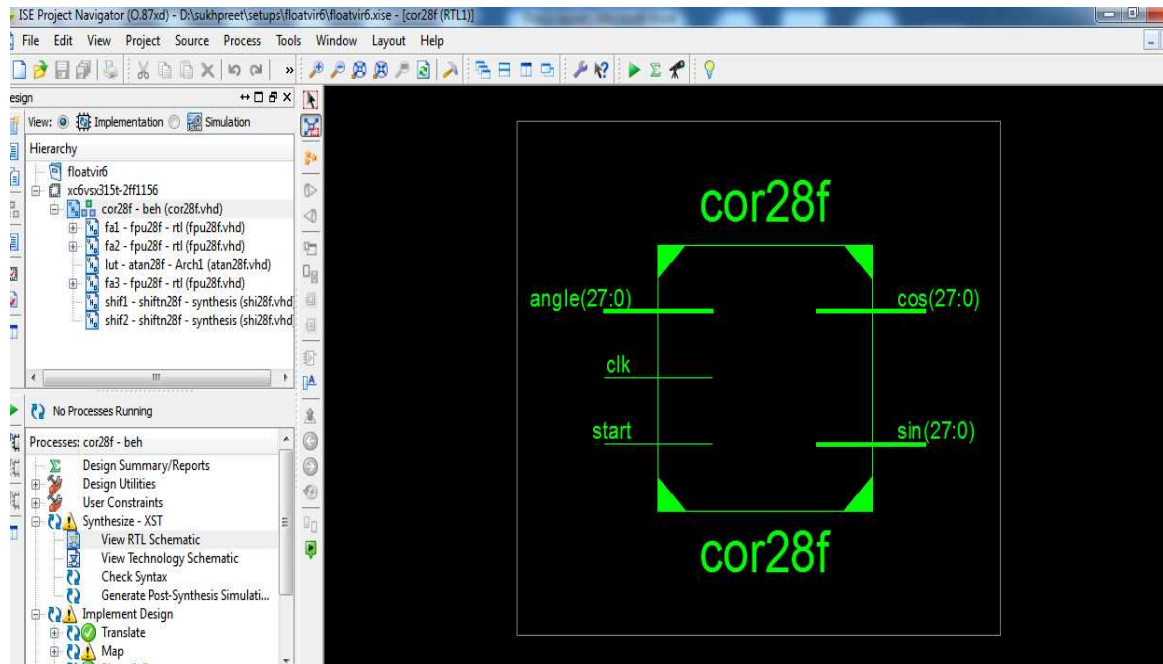 ISE Project Navigator (O.87xd) - D:\sukhpreet\setups\floatvir6\floatvir6.xise - [cor28f (RTL1)]
File Edit View Project Source Process Tools Window Layout Help
esign
View: Implementation Simulation
Hierarchy
floatvir6
xc6vsx315t-2ff1156
cor28f - beh (cor28f.vhd)
fa1 - fpu28f - rtl (fpu28f.vhd)
fa2 - fpu28f - rtl (fpu28f.vhd)
lut - atan28f - Arch1 (atan28f.vhd)
fa3 - fpu28f - rtl (fpu28f.vhd)
shif1 - shiftn28f - synthesis (shi28f.vhd
shif2 - shiftn28f - synthesis (shi28f.vhd
No Processes Running
Processes: cor28f - beh
Design Summary/Reports
Design Utilities
User Constraints
Synthesize - XST
View RTL Schematic
View Technology Schematic
Check Syntax
Generate Post-Synthesis Simulati...
Implement Design
Translate
Map
cor28f
angle(27:0)
cos(27:0)
clk
start
sin(27:0)
cor28f